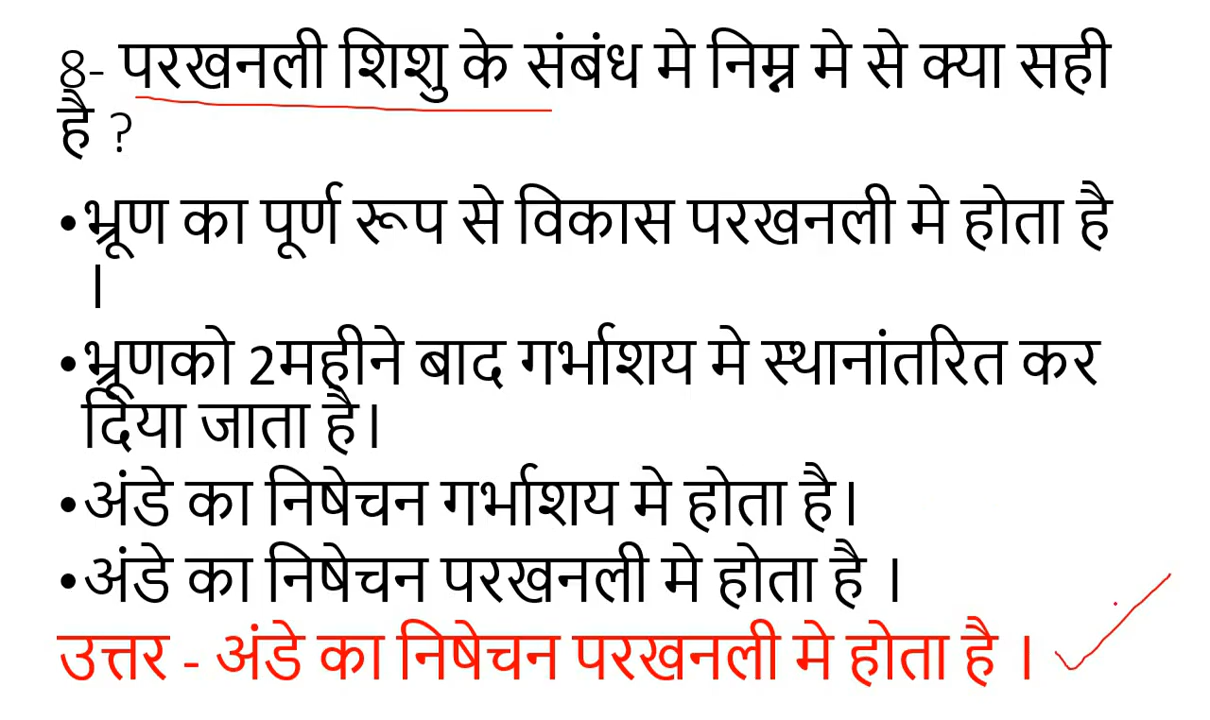 8- परखनली शिशु के संबंध मे निम्न मे से क्या सही
है ?
•भ्रूण का पूर्ण रूप से विकास परखनली मे होता है
।
•भ्रूणको 2महीने बाद गर्भाशय मे स्थानांतरित कर
दिया जाता है।
•अंडे का निषेचन गर्भाशय मे होता है।
•अंडे का निषेचन परखनली मे होता है ।
उत्तर - अंडे का निषेचन परखनली मे होता है ।